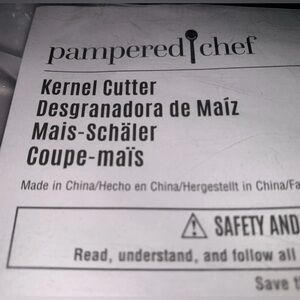 pampered chef
Kernel Cutter
Desgranadora de Maíz
Mais-Schäler
Coupe-maïs
Made in China/Hecho en China/Hergestellt in China/Fa
SAFETY AND
Read, understand, and follow all
Save t